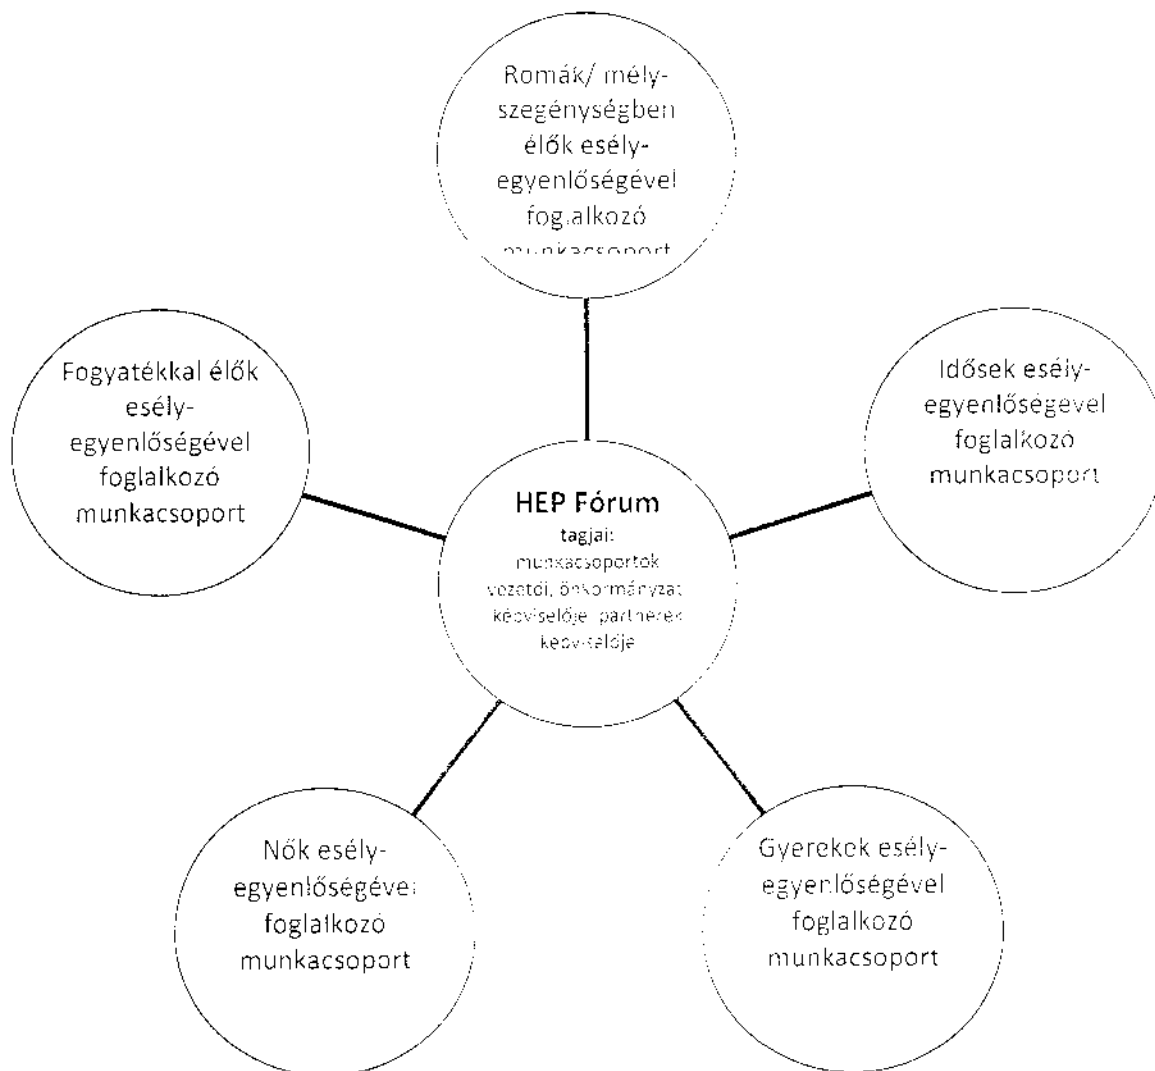 Romák/ mély-
szegénységben
élők esély-
egyenlőségével
foglalkozó
munkacsoport
Fogyatékkal élők
esély-
egyenlőségével
foglalkozó
munkacsoport
Idősek esély-
egyenlőségével
foglalkozó
munkacsoport
HEP Fórum
tagjai:
munkacsoportok
vezetői, önkormányzat
képviselője, partnerek
képviselője
Nők esély-
egyenlőségével
foglalkozó
munkacsoport
Gyerekek esély-
egyenlőségével
foglalkozó
munkacsoport